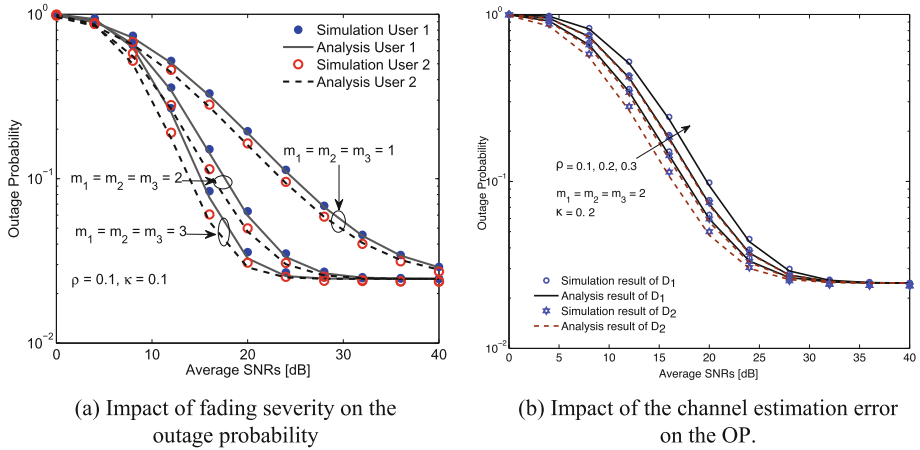 10⁰
10⁻¹
10⁻²
0
10
20
30
40
Outage Probability
Average SNRs [dB]
Simulation User 1
Analysis User 1
Simulation User 2
Analysis User 2
m₁ = m₂ = m₃ = 1
m₁ = m₂ = m₃ = 2
m₁ = m₂ = m₃ = 3
ρ = 0.1, κ = 0.1
(a) Impact of fading severity on the
outage probability
10⁰
10⁻¹
10⁻²
0
5
10
15
20
25
30
35
40
Outage Probability
Average SNRs [dB]
ρ = 0.1, 0.2, 0.3
m₁ = m₂ = m₃ = 2
κ = 0. 2
Simulation result of D₁
Analysis result of D₁
Simulation result of D₂
Analysis result of D₂
(b) Impact of the channel estimation error
on the OP.